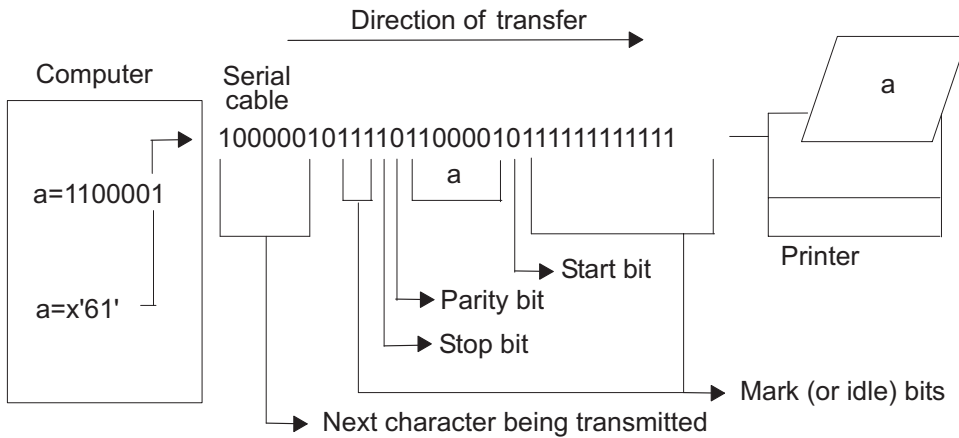 Direction of transfer
Computer
Serial
cable
a
100000101111011000010111111111111
a
a=1100001
Printer
Start bit
a=x'61'
Parity bit
Stop bit
Mark (or idle) bits
Next character being transmitted